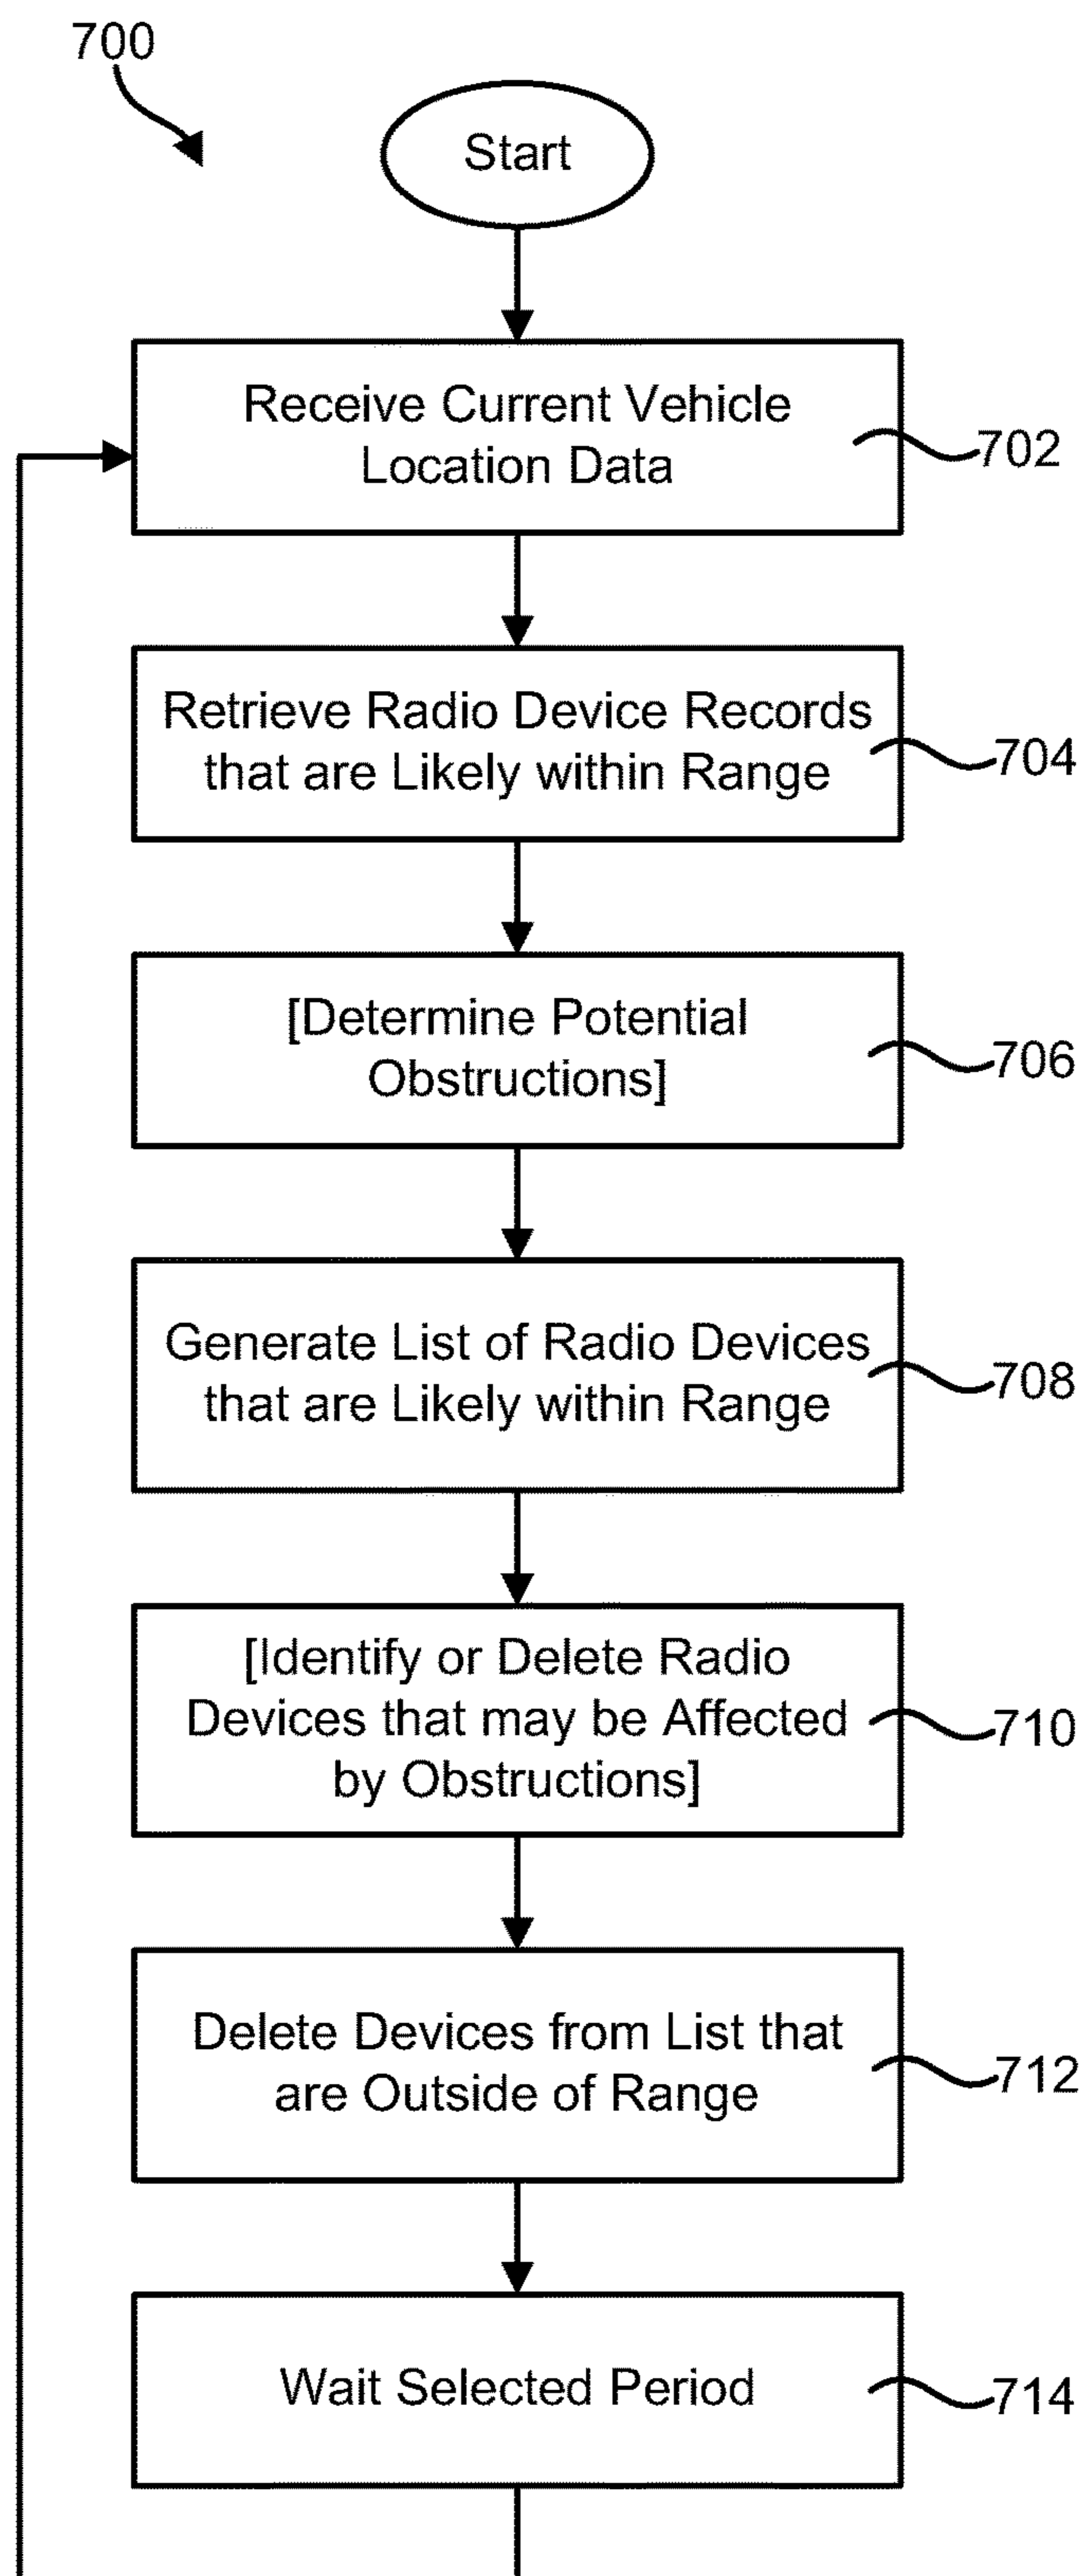 700
Start
Receive Current Vehicle
Location Data
702
Retrieve Radio Device Records
that are Likely within Range
704
[Determine Potential
Obstructions]
706
Generate List of Radio Devices
that are Likely within Range
708
[Identify or Delete Radio
Devices that may be Affected
by Obstructions]
710
Delete Devices from List that
are Outside of Range
712
Wait Selected Period
714